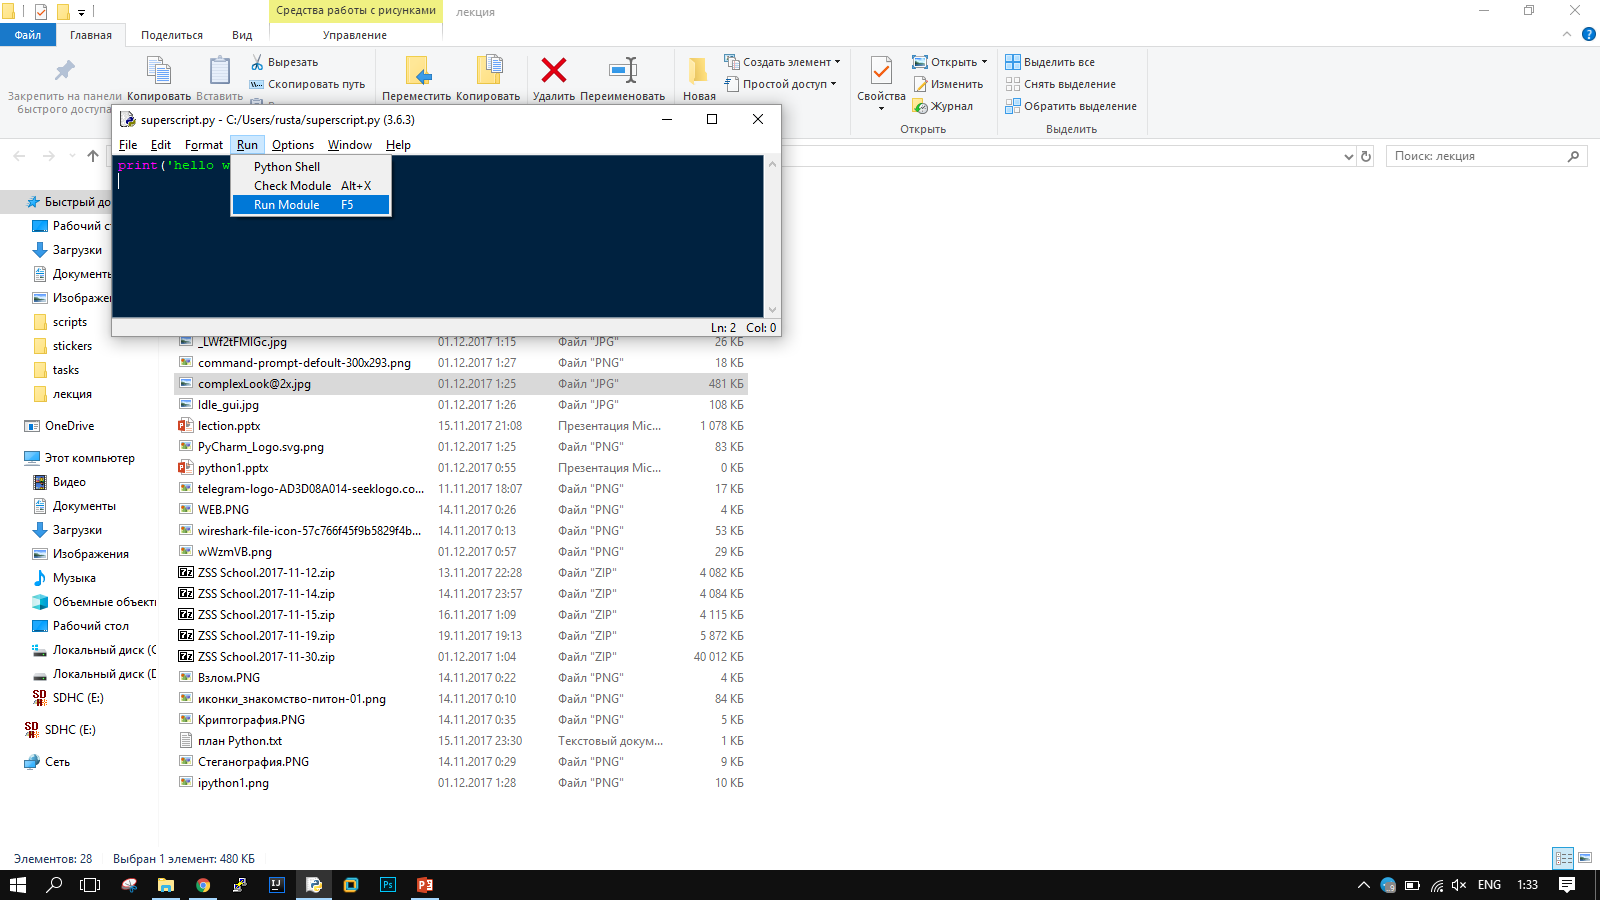 Средства работы с рисунками
лекция
Файл
Главная
Поделиться
Вид
Управление
Закрепить на панели быстрого доступа
Копировать
Вставить
Вырезать
Скопировать путь
Переместить
Копировать
Удалить
Переименовать
Новая
Создать элемент
Простой доступ
Свойства
Открыть
Изменить
Журнал
Открыть
Выделить все
Снять выделение
Обратить выделение
Выделить
superscript.py - C:/Users/rusta/superscript.py (3.6.3)
File Edit Format Run Options Window Help
print('hello w
Python Shell
Check Module Alt+X
Run Module F5
Ln: 2 Col: 0
Поиск: лекция
Быстрый до
Рабочий ст
Загрузки
Документы
Изображе
scripts
stickers
tasks
лекция
OneDrive
Этот компьютер
Видео
Документы
Загрузки
Изображения
Музыка
Объемные объект
Рабочий стол
Локальный диск (C
Локальный диск (D
SDHC (E:)
SDHC (E:)
Сеть
_LWf2tFMIGc.jpg 01.12.2017 1:15 Файл "JPG" 26 КБ
command-prompt-defoult-300x293.png 01.12.2017 1:27 Файл "PNG" 18 КБ
complexLook@2x.jpg 01.12.2017 1:25 Файл "JPG" 481 КБ
Idle_gui.jpg 01.12.2017 1:26 Файл "JPG" 108 КБ
lection.pptx 15.11.2017 21:08 Презентация Mic... 1 078 КБ
PyCharm_Logo.svg.png 01.12.2017 1:25 Файл "PNG" 83 КБ
python1.pptx 01.12.2017 0:55 Презентация Mic... 0 КБ
telegram-logo-AD3D08A014-seeklogo.co... 11.11.2017 18:07 Файл "PNG" 17 КБ
WEB.PNG 14.11.2017 0:26 Файл "PNG" 4 КБ
wireshark-file-icon-57c766f45f9b5829f4b... 14.11.2017 0:13 Файл "PNG" 53 КБ
wWzmVB.png 01.12.2017 0:57 Файл "PNG" 29 КБ
ZSS School.2017-11-12.zip 13.11.2017 22:28 Файл "ZIP" 4 082 КБ
ZSS School.2017-11-14.zip 14.11.2017 23:57 Файл "ZIP" 4 084 КБ
ZSS School.2017-11-15.zip 16.11.2017 1:09 Файл "ZIP" 4 115 КБ
ZSS School.2017-11-19.zip 19.11.2017 19:13 Файл "ZIP" 5 872 КБ
ZSS School.2017-11-30.zip 01.12.2017 1:04 Файл "ZIP" 40 012 КБ
Взлом.PNG 14.11.2017 0:22 Файл "PNG" 4 КБ
иконки_знакомство-питон-01.png 14.11.2017 0:10 Файл "PNG" 84 КБ
Криптография.PNG 14.11.2017 0:35 Файл "PNG" 5 КБ
план Python.txt 15.11.2017 23:30 Текстовый докум... 1 КБ
Стеганография.PNG 14.11.2017 0:29 Файл "PNG" 9 КБ
ipython1.png 01.12.2017 1:28 Файл "PNG" 10 КБ
Элементов: 28 Выбран 1 элемент: 480 КБ
ENG 1:33